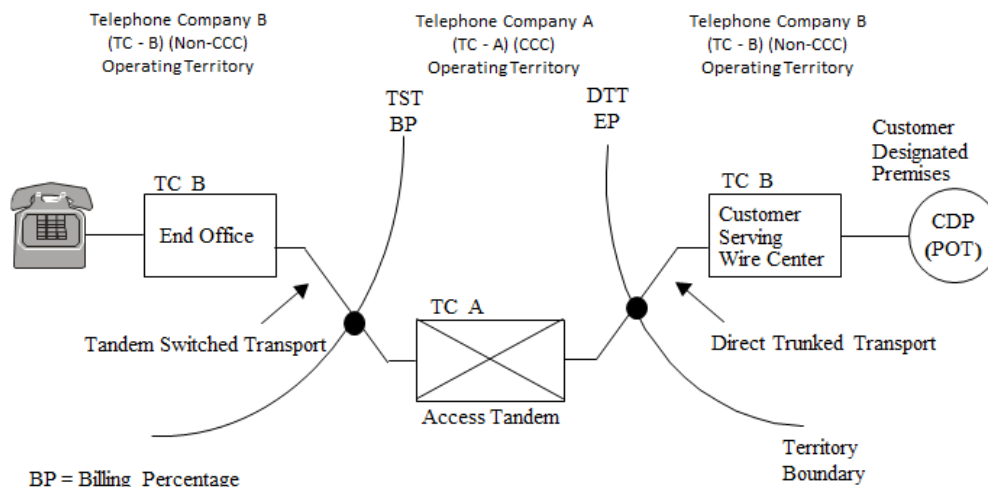 Telephone Company B
(TC - B) (Non-CCC)
Operating Territory
Telephone Company A
(TC - A) (CCC)
Operating Territory
Telephone Company B
(TC - B) (Non-CCC)
Operating Territory
TST
BP
DTT
EP
Customer
Designated
Premises
TC B
End Office
TC B
Customer
Serving
Wire Center
CDP
(POT)
TC A
Tandem Switched Transport
Direct Trunked Transport
Access Tandem
Territory
Boundary
BP = Billing Percentage